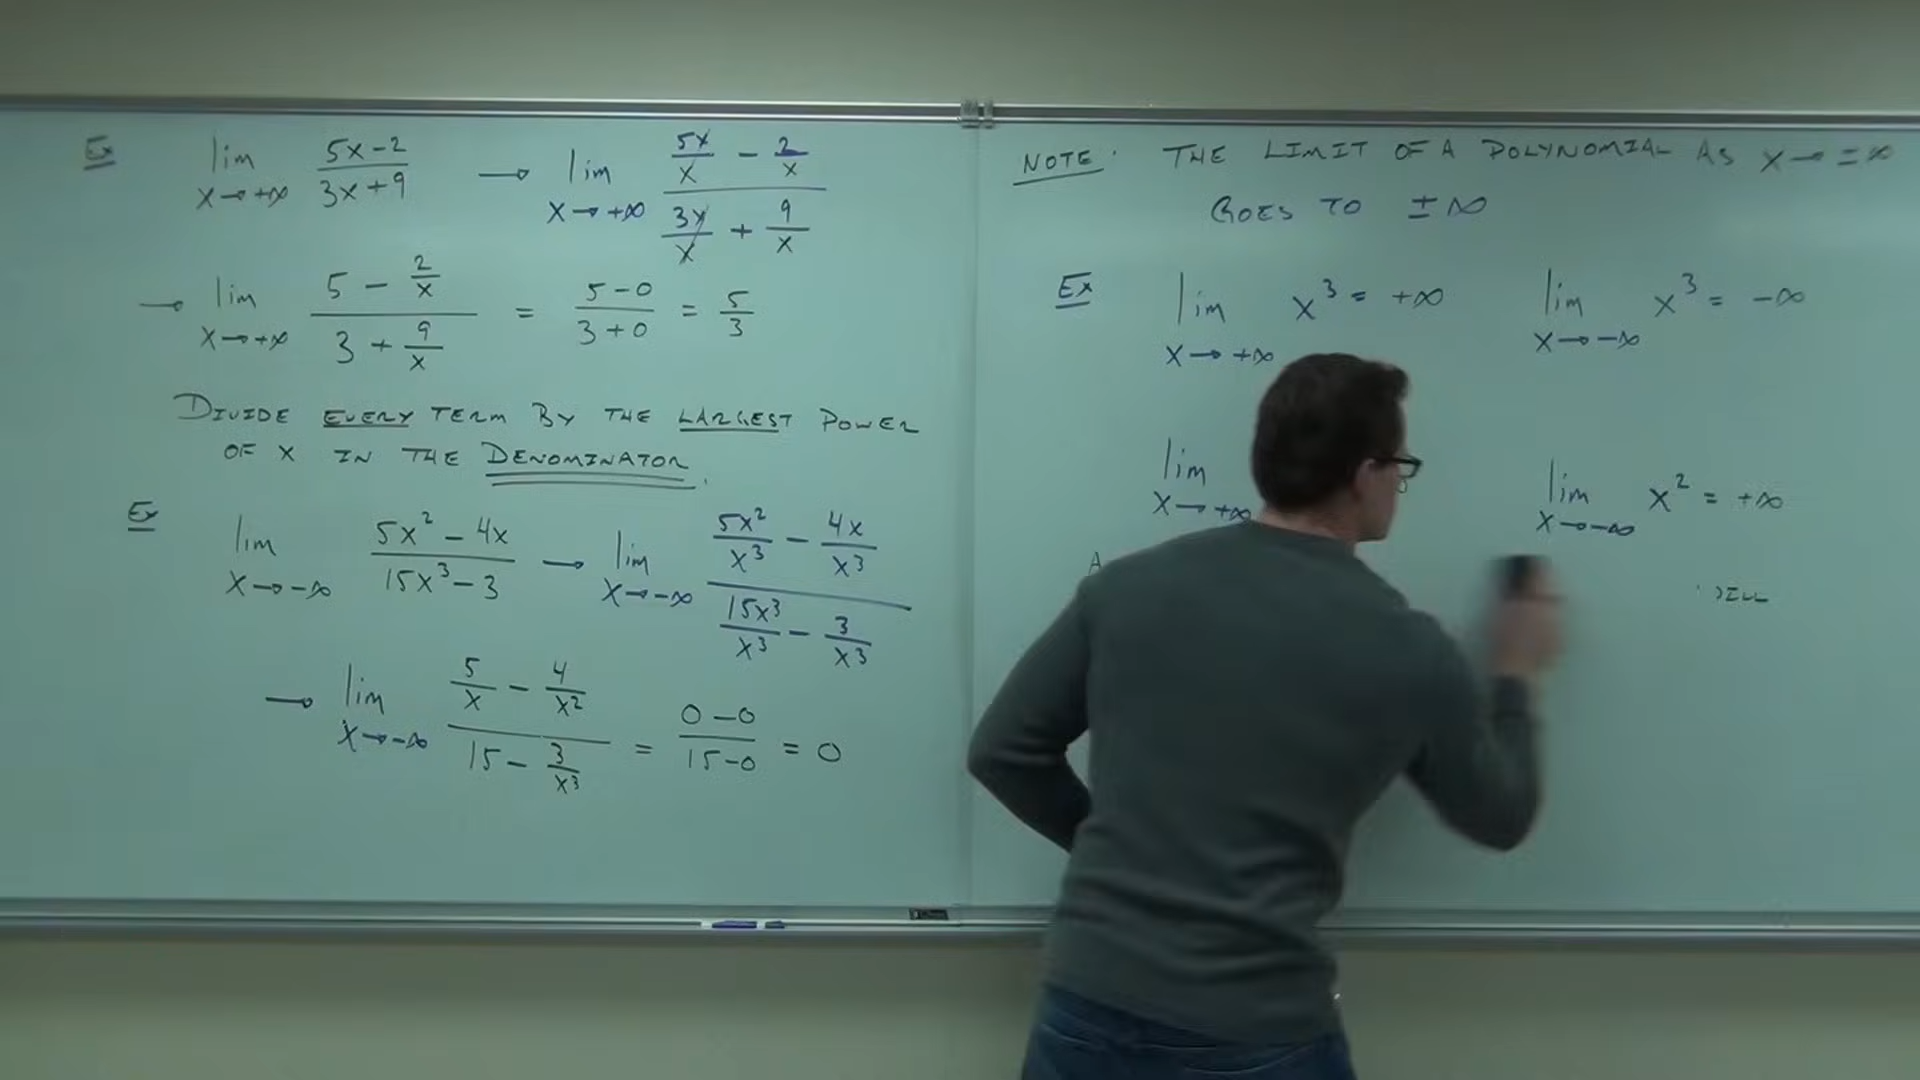 Ex lim x→+∞ (5x-2)/(3x+9) → lim x→+∞ (5x/x - 2/x)/(3x/x + 9/x)
→ lim x→+∞ (5 - 2/x)/(3 + 9/x) = (5-0)/(3+0) = 5/3
DIVIDE EVERY TERM BY THE LARGEST POWER
OF X IN THE DENOMINATOR.
Ex lim x→-∞ (5x² - 4x)/(15x³ - 3) → lim x→-∞ (5x²/x³ - 4x/x³)/(15x³/x³ - 3/x³)
→ lim x→-∞ (5/x - 4/x²)/(15 - 3/x³) = (0-0)/(15-0) = 0
NOTE: THE LIMIT OF A POLYNOMIAL AS X→±∞
GOES TO ±∞
Ex lim x→+∞ x³ = +∞ lim x→-∞ x³ = -∞
lim x→+∞ lim x→-∞ x² = +∞
A